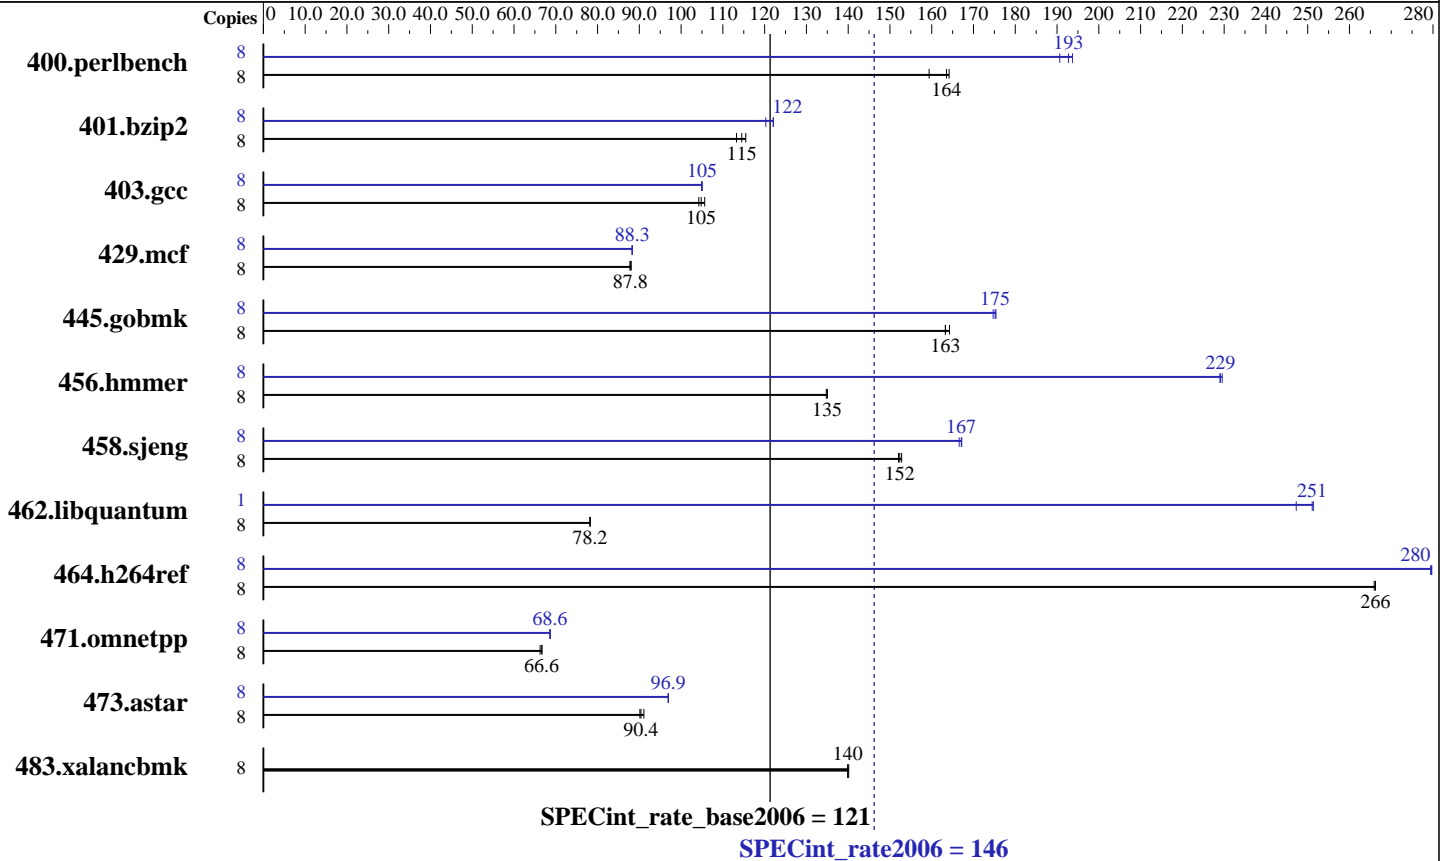 Copies 0 10.0 20.0 30.0 40.0 50.0 60.0 70.0 80.0 90.0 100 110 120 130 140 150 160 170 180 190 200 210 220 230 240 250 260 280
400.perlbench 8 193
8 164
401.bzip2 8 122
8 115
403.gcc 8 105
8 105
429.mcf 8 88.3
8 87.8
445.gobmk 8 175
8 163
456.hmmer 8 229
8 135
458.sjeng 8 167
8 152
462.libquantum 1 251
8 78.2
464.h264ref 8 280
8 266
471.omnetpp 8 68.6
8 66.6
473.astar 8 96.9
8 90.4
483.xalancbmk 8 140
SPECint_rate_base2006 = 121
SPECint_rate2006 = 146